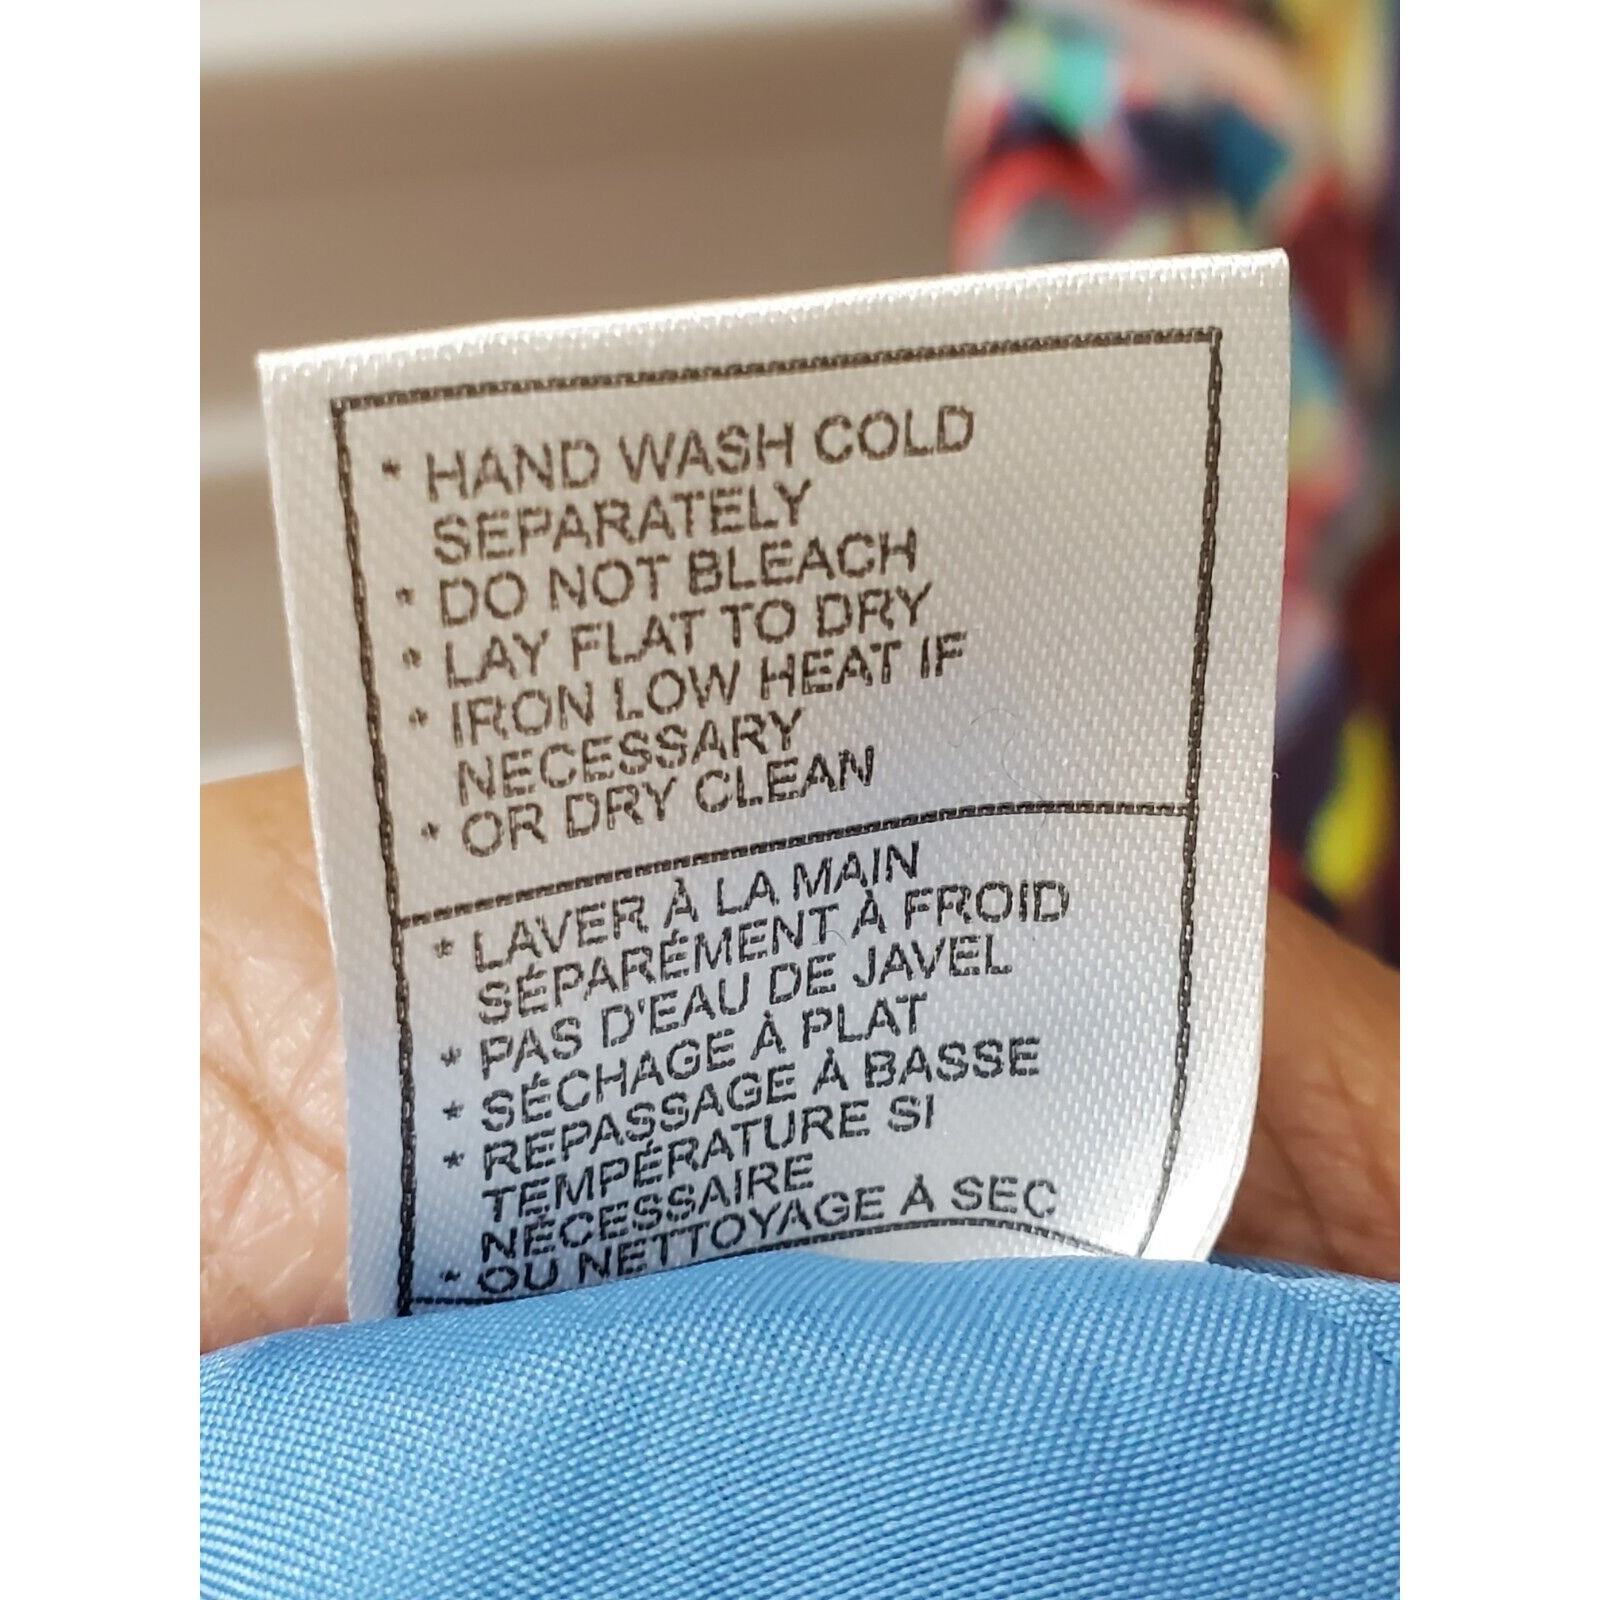 * HAND WASH COLD
SEPARATELY
* DO NOT BLEACH
* LAY FLAT TO DRY
* IRON LOW HEAT IF
NECESSARY
* OR DRY CLEAN
* LAVER À LA MAIN
SÉPARÉMENT À FROID
* PAS D'EAU DE JAVEL
* SÉCHAGE À PLAT
* REPASSAGE À BASSE
TEMPÉRATURE SI
NÉCESSAIRE
* OU NETTOYAGE À SEC